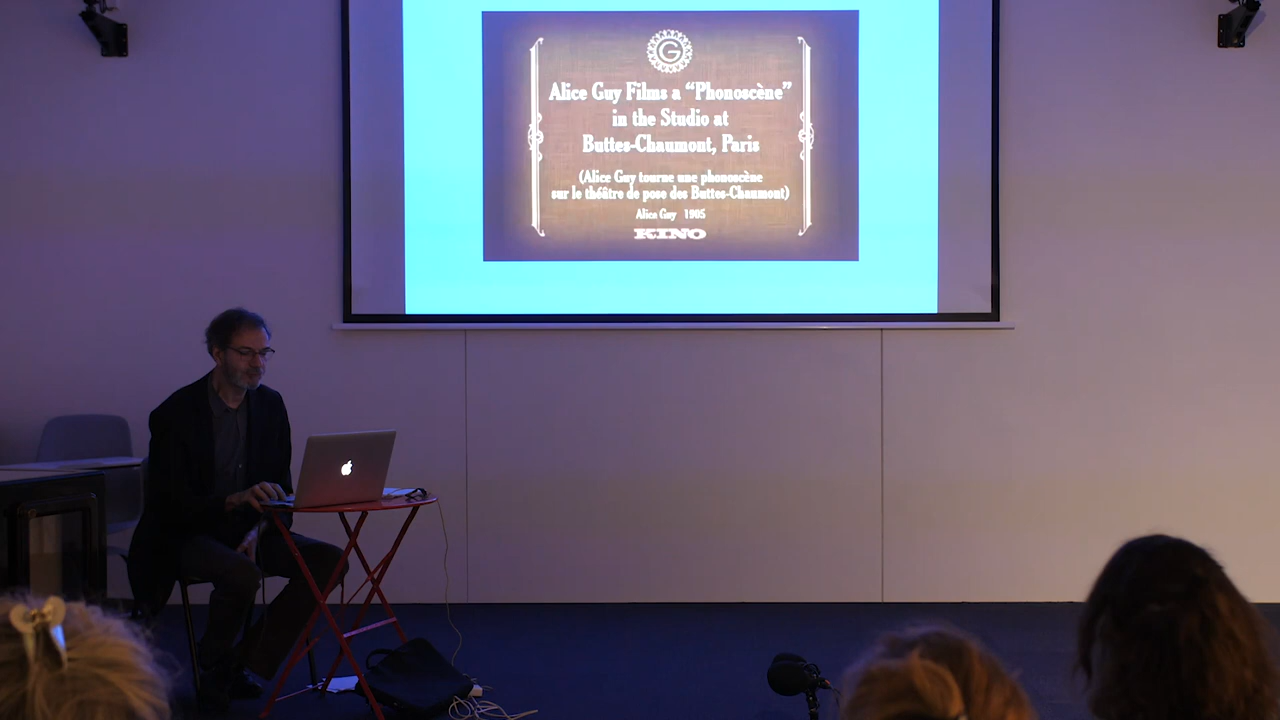 G
Alice Guy Films a “Phonoscène”
in the Studio at
Buttes-Chaumont, Paris
(Alice Guy tourne une phonoscène
sur le théâtre de pose des Buttes-Chaumont)
Alice Guy 1905
KINO